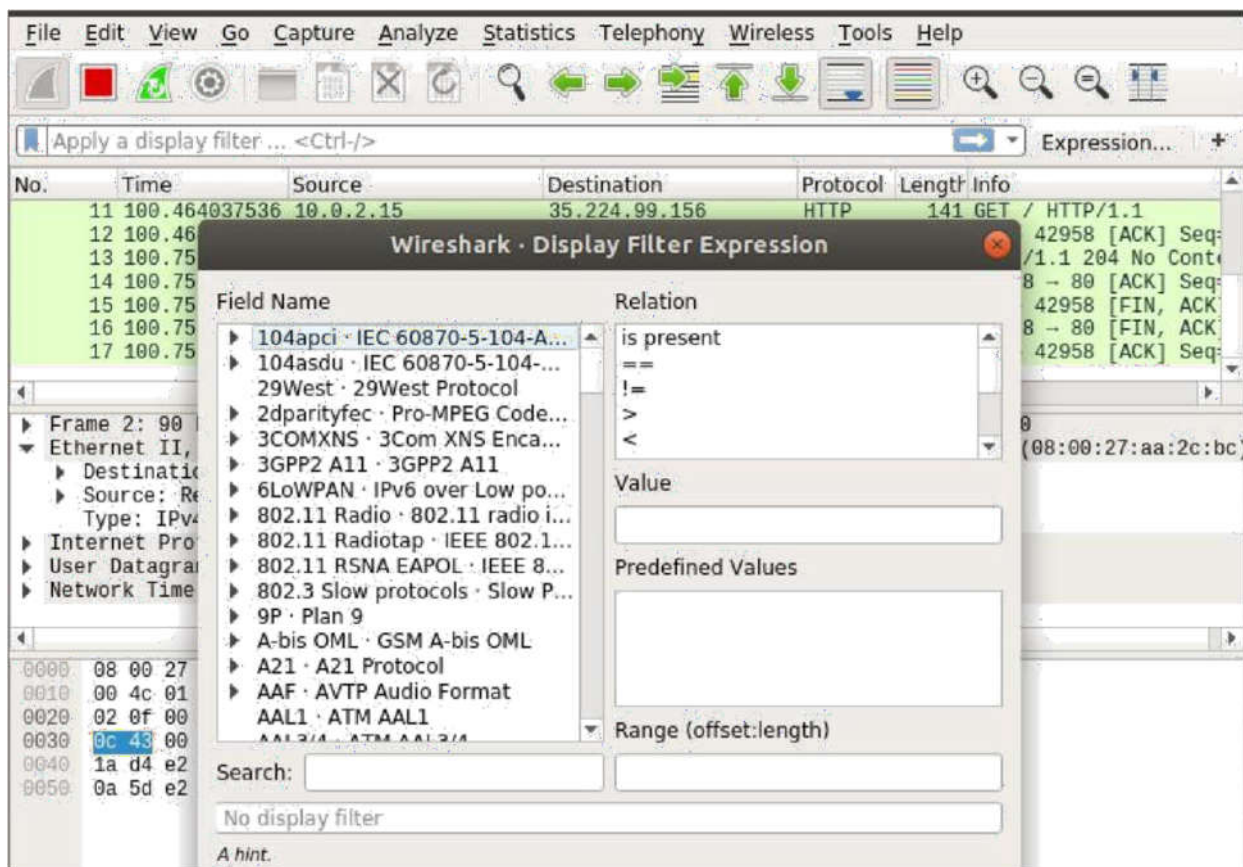 File Edit View Go Capture Analyze Statistics Telephony Wireless Tools Help
Apply a display filter ... <Ctrl-/>
Expression... +
No. Time Source Destination Protocol Length Info
11 100.464037536 10.0.2.15 35.224.99.156 HTTP 141 GET / HTTP/1.1
12 100.46 42958 [ACK] Seq=
13 100.75 /1.1 204 No Conte
14 100.75 8 → 80 [ACK] Seq=
15 100.75 42958 [FIN, ACK]
16 100.75 8 → 80 [FIN, ACK]
17 100.75 42958 [ACK] Seq=
Wireshark · Display Filter Expression
Field Name
104apci · IEC 60870-5-104-A...
104asdu · IEC 60870-5-104-...
29West · 29West Protocol
2dparityfec · Pro-MPEG Code...
3COMXNS · 3Com XNS Enca...
3GPP2 A11 · 3GPP2 A11
6LoWPAN · IPv6 over Low po...
802.11 Radio · 802.11 radio i...
802.11 Radiotap · IEEE 802.1...
802.11 RSNA EAPOL · IEEE 8...
802.3 Slow protocols · Slow P...
9P · Plan 9
A-bis OML · GSM A-bis OML
A21 · A21 Protocol
AAF · AVTP Audio Format
AAL1 · ATM AAL1
AAL3/4 · ATM AAL3/4
Search:
No display filter
A hint.
Relation
is present
==
!=
>
<
Value
Predefined Values
Range (offset:length)
Frame 2: 90 0
Ethernet II, (08:00:27:aa:2c:bc)
Destinatio
Source: Re
Type: IPv4
Internet Pro
User Datagra
Network Time
0000 08 00 27
0010 00 4c 01
0020 02 0f 00
0030 0c 43 00
0040 1a d4 e2
0050 0a 5d e2